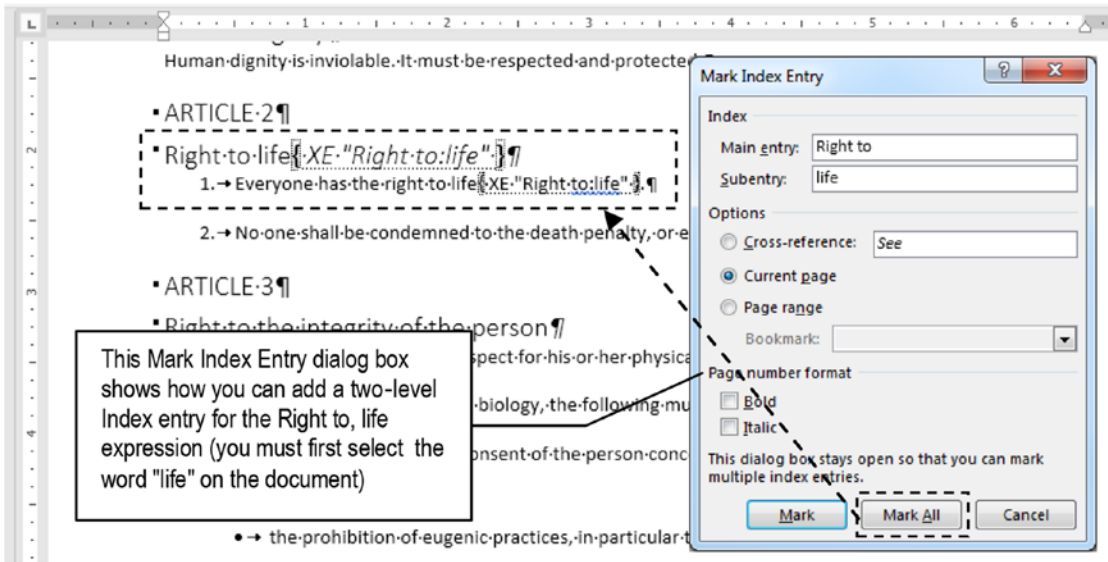 L 1 2 3 4 5 6
Human·dignity·is·inviolable.·It·must·be·respected·and·protected
▪ARTICLE·2¶
▪Right·to·life{·XE·"Right·to:life"·}¶
1.→Everyone·has·the·right·to·life{·XE·"Right·to:life"·}.¶
2.→No·one·shall·be·condemned·to·the·death·penalty,·or·e
▪ARTICLE·3¶
▪Right·to·the·integrity·of·the·person¶
spect·for·his·or·her·physica
·biology,·the·following·mu
onsent·of·the·person·conc
●→the·prohibition·of·eugenic·practices,·in·particular·t
2
3
4
This Mark Index Entry dialog box
shows how you can add a two-level
Index entry for the Right to, life
expression (you must first select the
word "life" on the document)
Mark Index Entry ? X
Index
Main entry: Right to
Subentry: life
Options
Cross-reference: See
Current page
Page range
Bookmark:
Page number format
Bold
Italic
This dialog box stays open so that you can mark
multiple index entries.
Mark Mark All Cancel